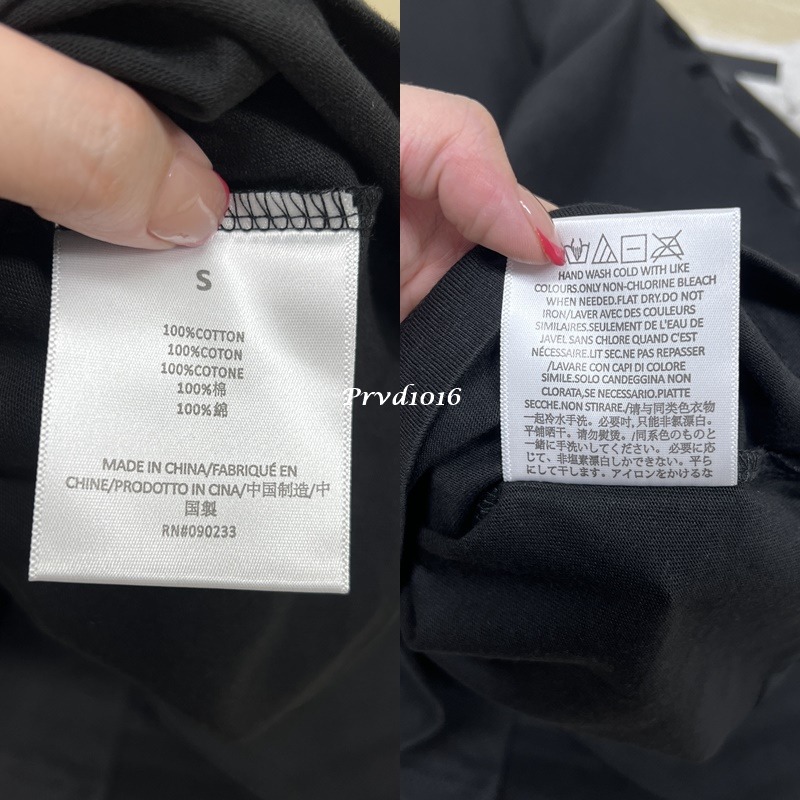 S
100%COTTON
100%COTON
100%COTONE
100%棉
100%綿
MADE IN CHINA/FABRIQUÉ EN
CHINE/PRODOTTO IN CINA/中国制造/中
国製
RN#090233
HAND WASH COLD WITH LIKE
COLOURS.ONLY NON-CHLORINE BLEACH
WHEN NEEDED.FLAT DRY.DO NOT
IRON/LAVER AVEC DES COULEURS
SIMILAIRES.SEULEMENT DE L'EAU DE
JAVEL SANS CHLORE QUAND C'EST
NÉCESSAIRE.LIT SEC.NE PAS REPASSER
/LAVARE CON CAPI DI COLORE
SIMILE.SOLO CANDEGGINA NON
CLORATA,SE NECESSARIO.PIATTE
SECCHE.NON STIRARE./请与同类色衣物
一起冷水手洗。必要吋,只能非氯漂白。
平铺晒干。请勿熨烫。/同系色のものと
一緒に手洗いしてください。必要に応
じて、非塩素漂白しかできない。平ら
にして干します。アイロンをかけるな
Prvd1016